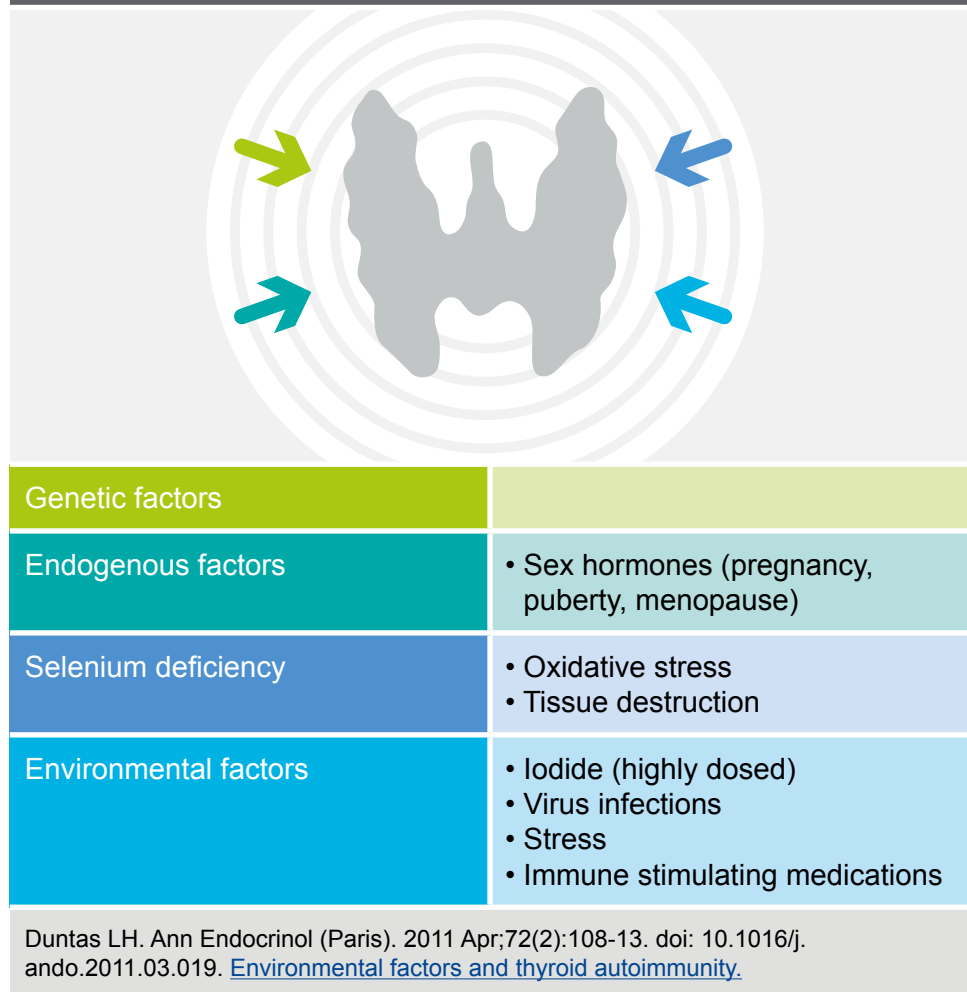 Genetic factors
Endogenous factors
• Sex hormones (pregnancy,
puberty, menopause)
Selenium deficiency
• Oxidative stress
• Tissue destruction
Environmental factors
• Iodide (highly dosed)
• Virus infections
• Stress
• Immune stimulating medications
Duntas LH. Ann Endocrinol (Paris). 2011 Apr;72(2):108-13. doi: 10.1016/j.
ando.2011.03.019. Environmental factors and thyroid autoimmunity.